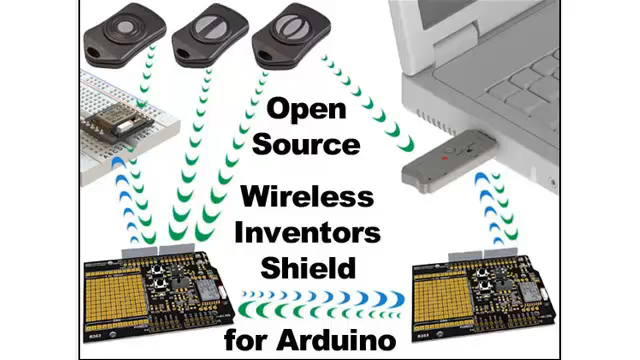 Open
Source
Wireless
Inventors
Shield
for Arduino